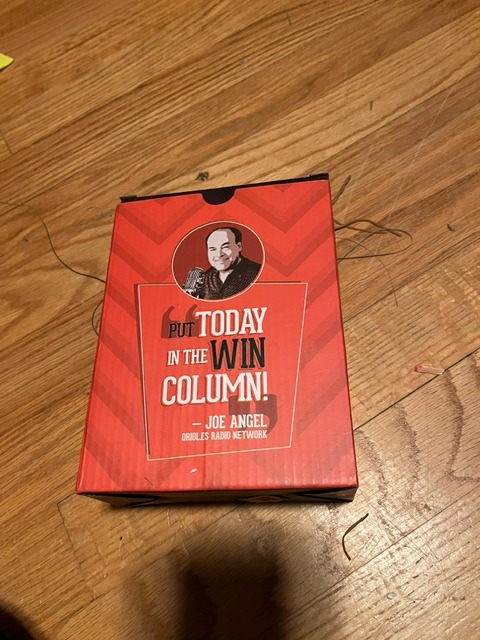 “PUT TODAY
IN THE WIN
COLUMN!”
– JOE ANGEL
ORIOLES RADIO NETWORK